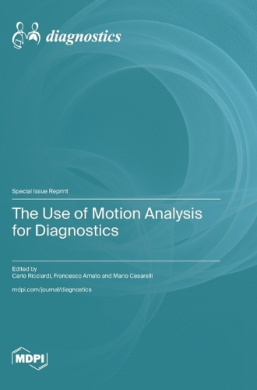 diagnostics
Special Issue Reprint
The Use of Motion Analysis
for Diagnostics
Edited by
Carlo Ricciardi, Francesco Amato and Mario Cesarelli
mdpi.com/journal/diagnostics
MDPI